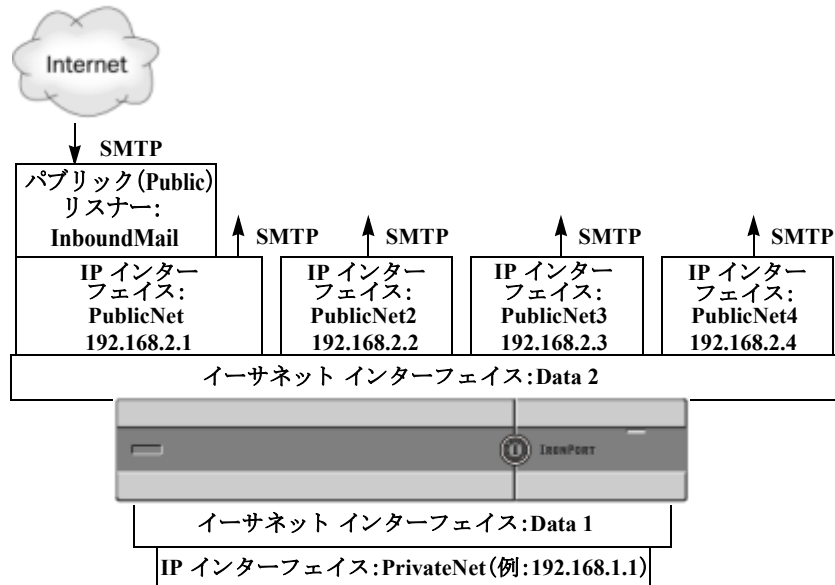 Internet
SMTP
パブリック(Public)
リスナー:
InboundMail
SMTP
SMTP
SMTP
SMTP
IP インター
フェイス:
PublicNet
192.168.2.1
IP インター
フェイス:
PublicNet2
192.168.2.2
IP インター
フェイス:
PublicNet3
192.168.2.3
IP インター
フェイス:
PublicNet4
192.168.2.4
イーサネット インターフェイス:Data 2
IRONPORT
イーサネット インターフェイス:Data 1
IP インターフェイス:PrivateNet(例:192.168.1.1)